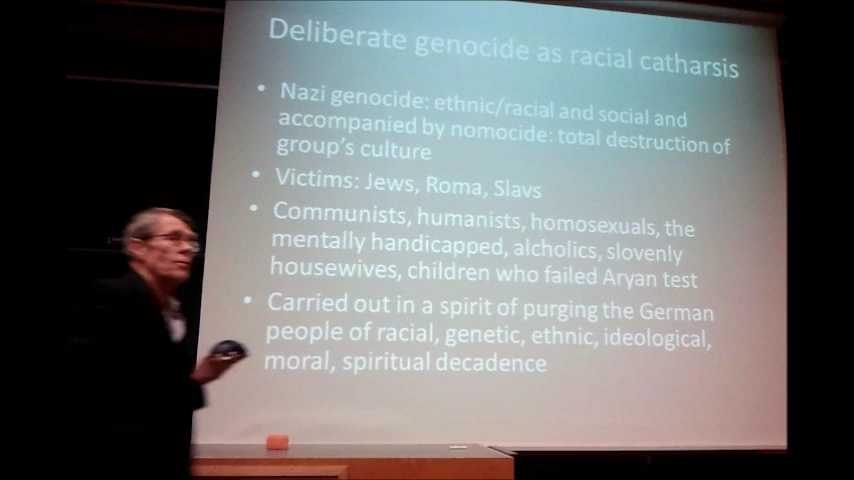 Deliberate genocide as racial catharsis
• Nazi genocide: ethnic/racial and social and
accompanied by nomocide: total destruction of
group's culture
• Victims: Jews, Roma, Slavs
• Communists, humanists, homosexuals, the
mentally handicapped, alcholics, slovenly
housewives, children who failed Aryan test
• Carried out in a spirit of purging the German
people of racial, genetic, ethnic, ideological,
moral, spiritual decadence